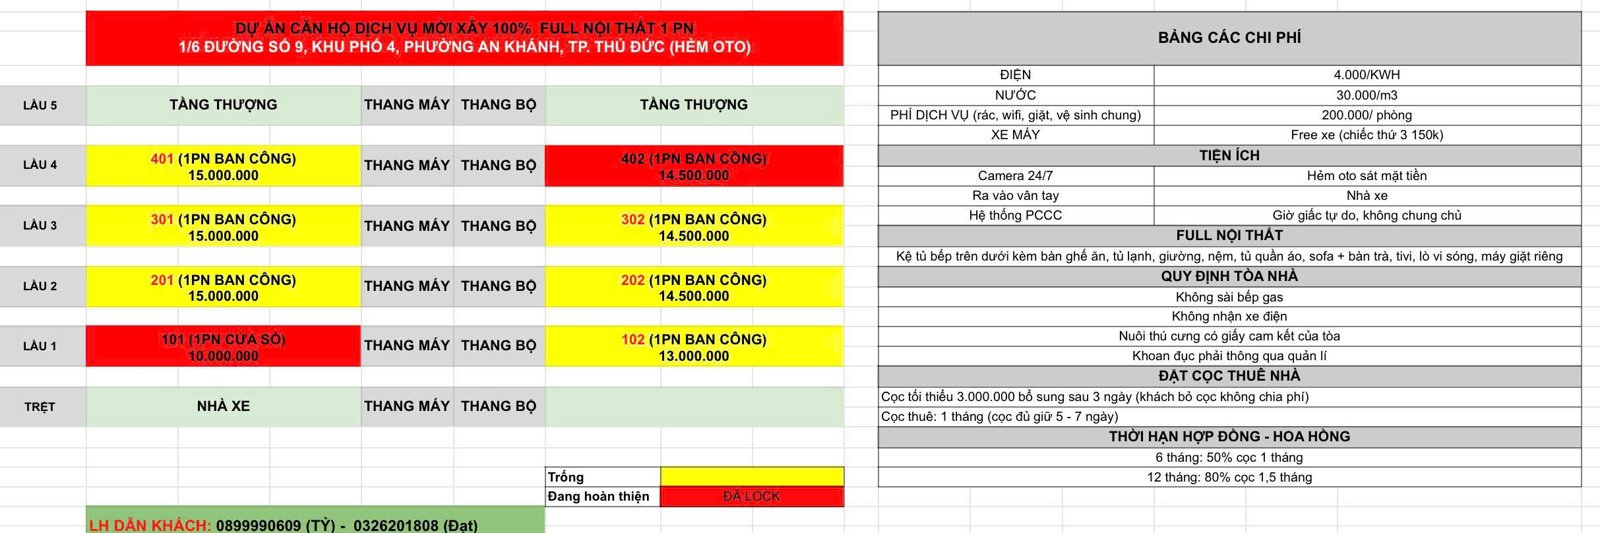 DỰ ÁN CĂN HỘ DỊCH VỤ MỚI XÂY 100% FULL NỘI THẤT 1 PN
1/6 ĐƯỜNG SỐ 9, KHU PHỐ 4, PHƯỜNG AN KHÁNH, TP. THỦ ĐỨC (HẺM OTO)
LẦU 5
TẦNG THƯỢNG
THANG MÁY
THANG BỘ
TẦNG THƯỢNG
LẦU 4
401 (1PN BAN CÔNG)
15.000.000
THANG MÁY
THANG BỘ
402 (1PN BAN CÔNG)
14.500.000
LẦU 3
301 (1PN BAN CÔNG)
15.000.000
THANG MÁY
THANG BỘ
302 (1PN BAN CÔNG)
14.500.000
LẦU 2
201 (1PN BAN CÔNG)
15.000.000
THANG MÁY
THANG BỘ
202 (1PN BAN CÔNG)
14.500.000
LẦU 1
101 (1PN CỬA SỔ)
10.000.000
THANG MÁY
THANG BỘ
102 (1PN BAN CÔNG)
13.000.000
TRỆT
NHÀ XE
THANG MÁY
THANG BỘ
Trống
Đang hoàn thiện
ĐÃ LOCK
LH DẪN KHÁCH: 0899990609 (TỶ) - 0326201808 (Đạt)
BẢNG CÁC CHI PHÍ
ĐIỆN
4.000/KWH
NƯỚC
30.000/m3
PHÍ DỊCH VỤ (rác, wifi, giặt, vệ sinh chung)
200.000/ phòng
XE MÁY
Free xe (chiếc thứ 3 150k)
TIỆN ÍCH
Camera 24/7
Hẻm oto sát mặt tiền
Ra vào vân tay
Nhà xe
Hệ thống PCCC
Giờ giấc tự do, không chung chủ
FULL NỘI THẤT
Kệ tủ bếp trên dưới kèm bàn ghế ăn, tủ lạnh, giường, nệm, tủ quần áo, sofa + bàn trà, tivi, lò vi sóng, máy giặt riêng
QUY ĐỊNH TÒA NHÀ
Không sài bếp gas
Không nhận xe điện
Nuôi thú cưng có giấy cam kết của tòa
Khoan đục phải thông qua quản lí
ĐẶT CỌC THUÊ NHÀ
Cọc tối thiểu 3.000.000 bổ sung sau 3 ngày (khách bỏ cọc không chia phí)
Cọc thuê: 1 tháng (cọc đủ giữ 5 - 7 ngày)
THỜI HẠN HỢP ĐỒNG - HOA HỒNG
6 tháng: 50% cọc 1 tháng
12 tháng: 80% cọc 1,5 tháng